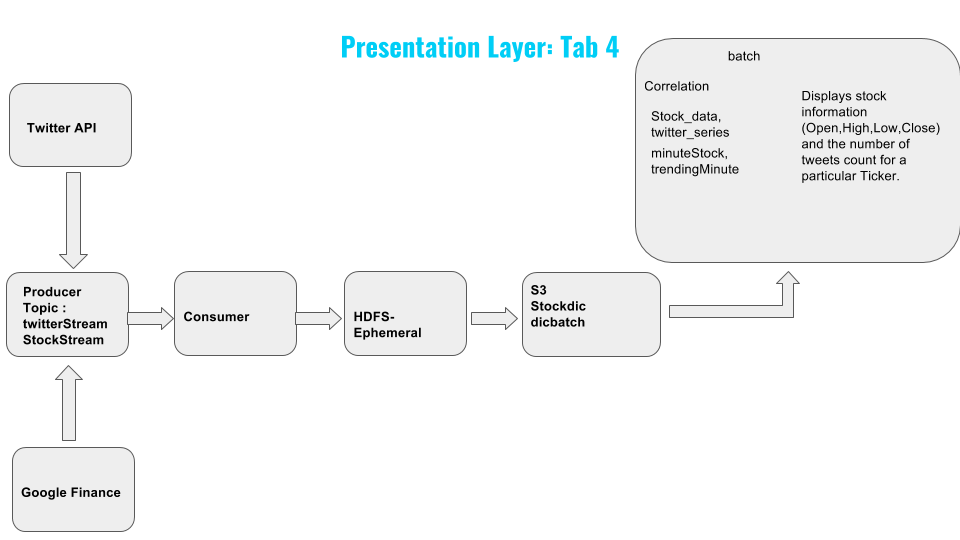 Presentation Layer: Tab 4
batch
Correlation
Stock_data,
twitter_series
minuteStock,
trendingMinute
Displays stock
information
(Open,High,Low,Close)
and the number of
tweets count for a
particular Ticker.
Twitter API
Producer
Topic :
twitterStream
StockStream
Consumer
HDFS-
Ephemeral
S3
Stockdic
dicbatch
Google Finance